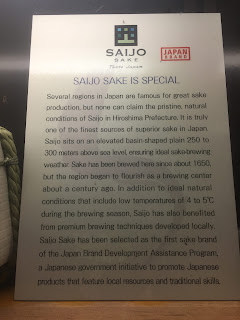 SAIJO
SAKE
JAPAN
BRAND
SAIJO SAKE IS SPECIAL
Several regions in Japan are famous for great sake
production, but none can claim the pristine, natural
conditions of Saijo in Hiroshima Prefecture. It is truly
one of the finest sources of superior sake in Japan.
Saijo sits on an elevated basin-shaped plain 250 to
300 meters above sea level, ensuring ideal sake-brewing
weather. Sake has been brewed here since about 1650,
but the region began to flourish as a brewing center
about a century ago. In addition to ideal natural
conditions that include low temperatures of 4 to 5℃
during the brewing season, Saijo has also benefited
from premium brewing techniques developed locally.
Saijo Sake has been selected as the first sake brand
of the Japan Brand Development Assistance Program,
a Japanese government initiative to promote Japanese
products that feature local resources and traditional skills.